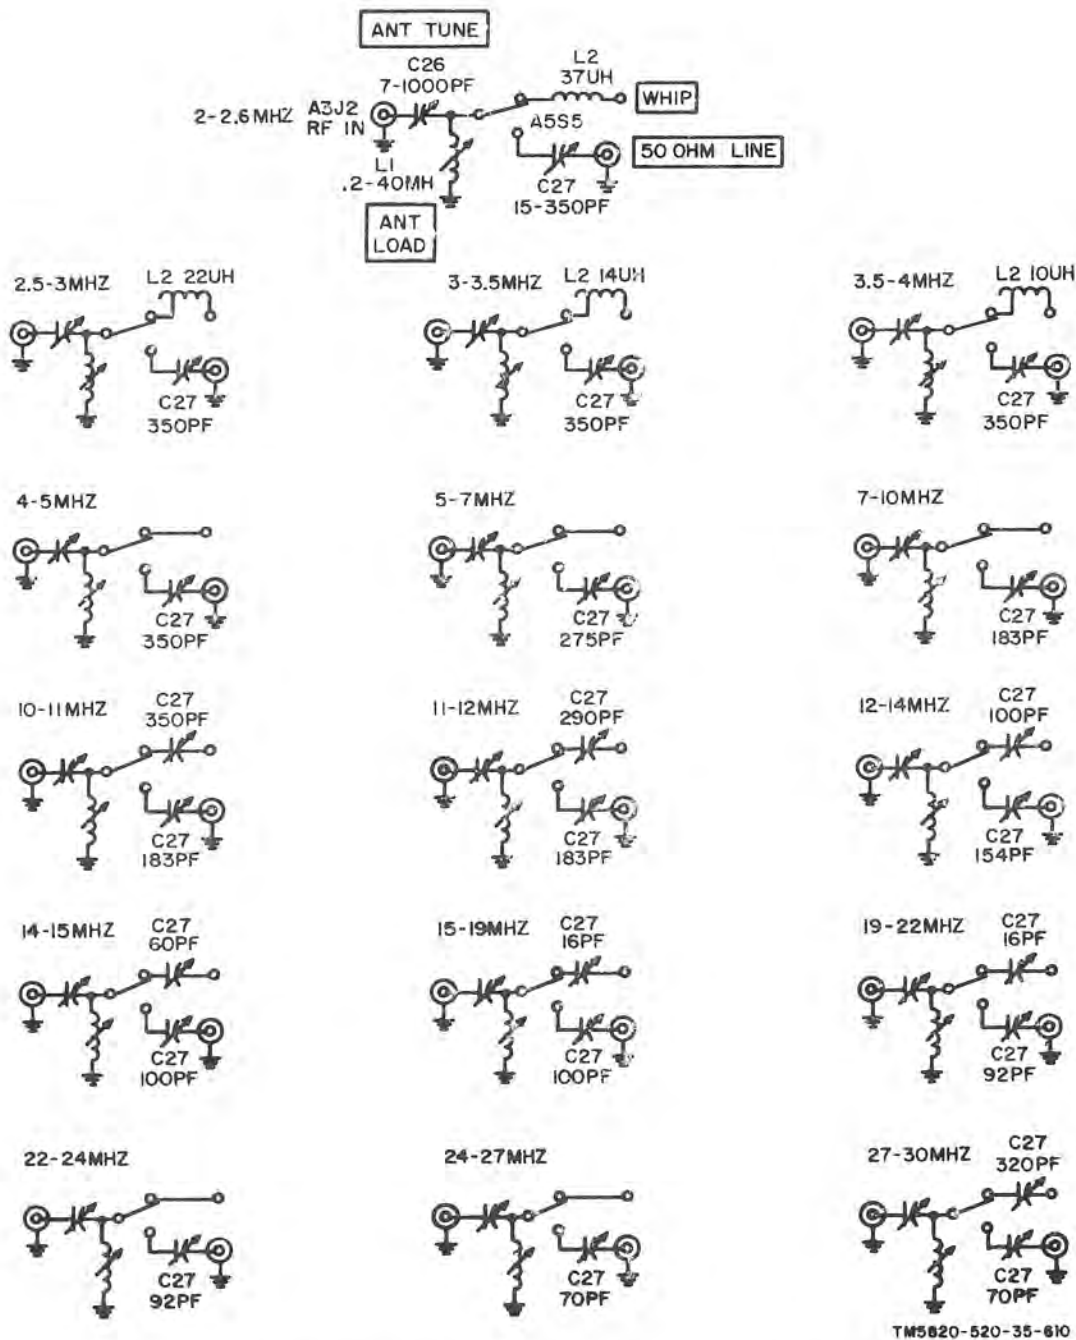 ANT TUNE
C26
7-1000PF
L2
37UH
WHIP
2-2.6MHZ
A3J2
RF IN
A5S5
50 OHM LINE
L1
.2-40MH
C27
15-350PF
ANT
LOAD
2.5-3MHZ
L2 22UH
C27
350PF
3-3.5MHZ
L2 14UH
C27
350PF
3.5-4MHZ
L2 10UH
C27
350PF
4-5MHZ
C27
350PF
5-7MHZ
C27
275PF
7-10MHZ
C27
183PF
10-11MHZ
C27
350PF
C27
183PF
11-12MHZ
C27
290PF
C27
183PF
12-14MHZ
C27
100PF
C27
154PF
14-15MHZ
C27
60PF
C27
100PF
15-19MHZ
C27
16PF
C27
100PF
19-22MHZ
C27
16PF
C27
92PF
22-24MHZ
C27
92PF
24-27MHZ
C27
70PF
27-30MHZ
C27
320PF
C27
70PF
TM5820-520-35-610